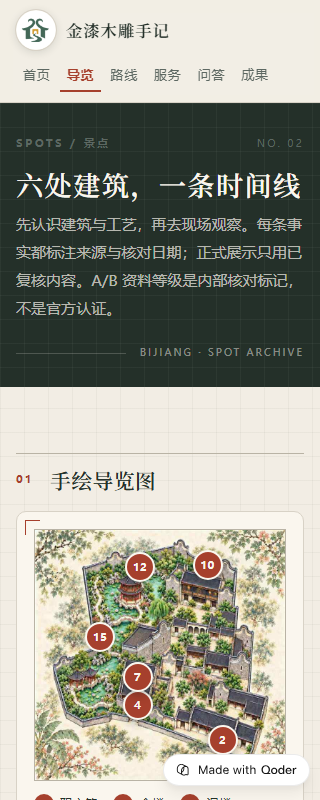 金漆木雕手记
首页 导览 路线 服务 问答 成果
SPOTS / 景点 NO. 02
六处建筑，一条时间线
先认识建筑与工艺，再去现场观察。每条事
实都标注来源与核对日期；正式展示只用已
复核内容。A/B 资料等级是内部核对标记，
不是官方认证。
BIJIANG · SPOT ARCHIVE
01 手绘导览图
12
10
15
7
4
2
Made with Qoder